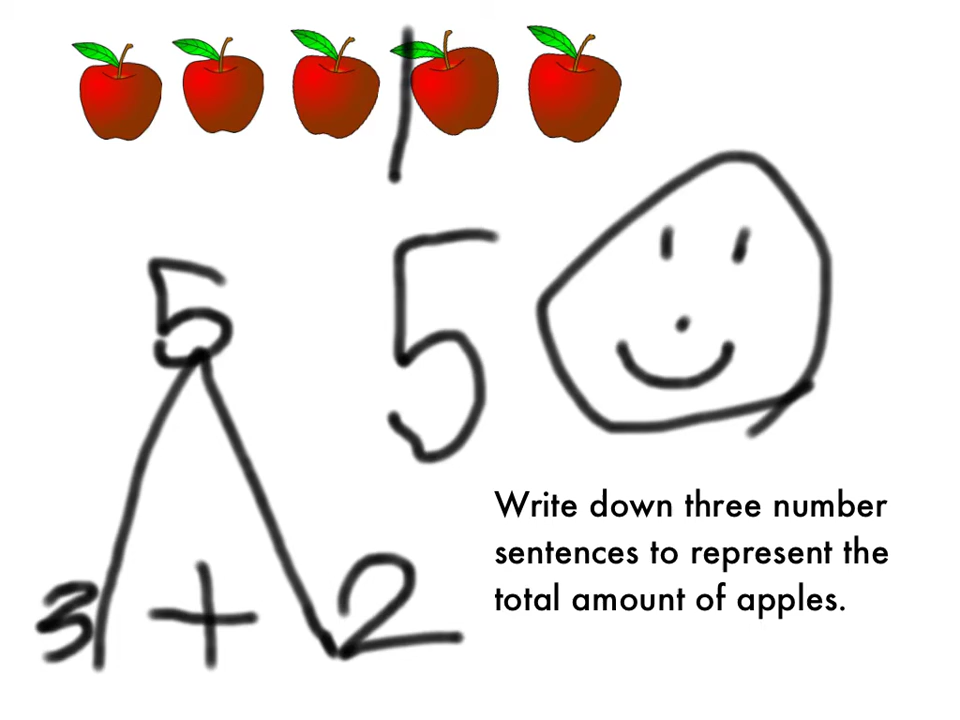 5
5
3 + 2
Write down three number
sentences to represent the
total amount of apples.